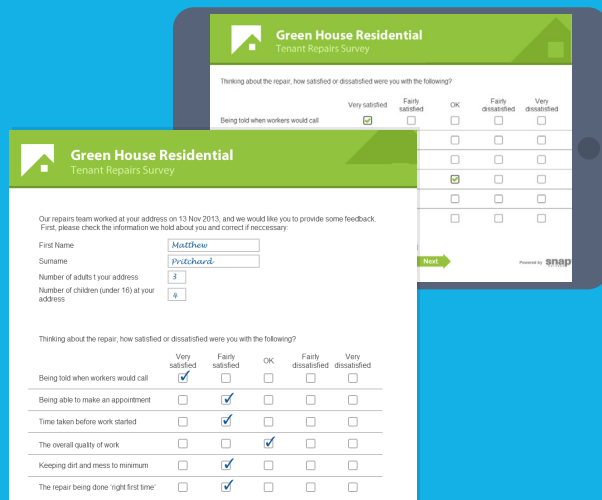 Green House Residential
Tenant Repairs Survey
Thinking about the repair, how satisfied or dissatisfied were you with the following?
Very satisfied Fairly satisfied OK Fairly dissatisfied Very dissatisfied
Being told when workers would call
Next
Powered by snap
Green House Residential
Tenant Repairs Survey
Our repairs team worked at your address on 13 Nov 2013, and we would like you to provide some feedback.
First, please check the information we hold about you and correct if neccessary:
First Name Matthew
Surname Pritchard
Number of adults t your address 3
Number of children (under 16) at your
address 4
Thinking about the repair, how satisfied or dissatisfied were you with the following?
Very satisfied Fairly satisfied OK Fairly dissatisfied Very dissatisfied
Being told when workers would call
Being able to make an appointment
Time taken before work started
The overall quality of work
Keeping dirt and mess to minimum
The repair being done 'right first time'